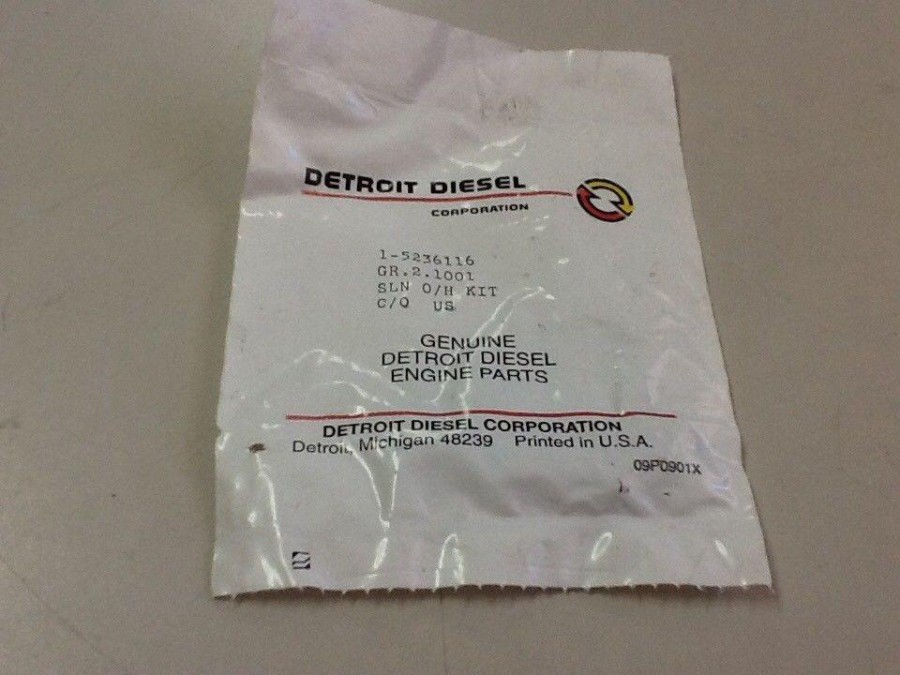 DETROIT DIESEL
CORPORATION
1-5236116
GR.2.1001
SLN O/H KIT
C/O US
GENUINE
DETROIT DIESEL
ENGINE PARTS
DETROIT DIESEL CORPORATION
Detroit, Michigan 48239 Printed in U.S.A.
09P0901X